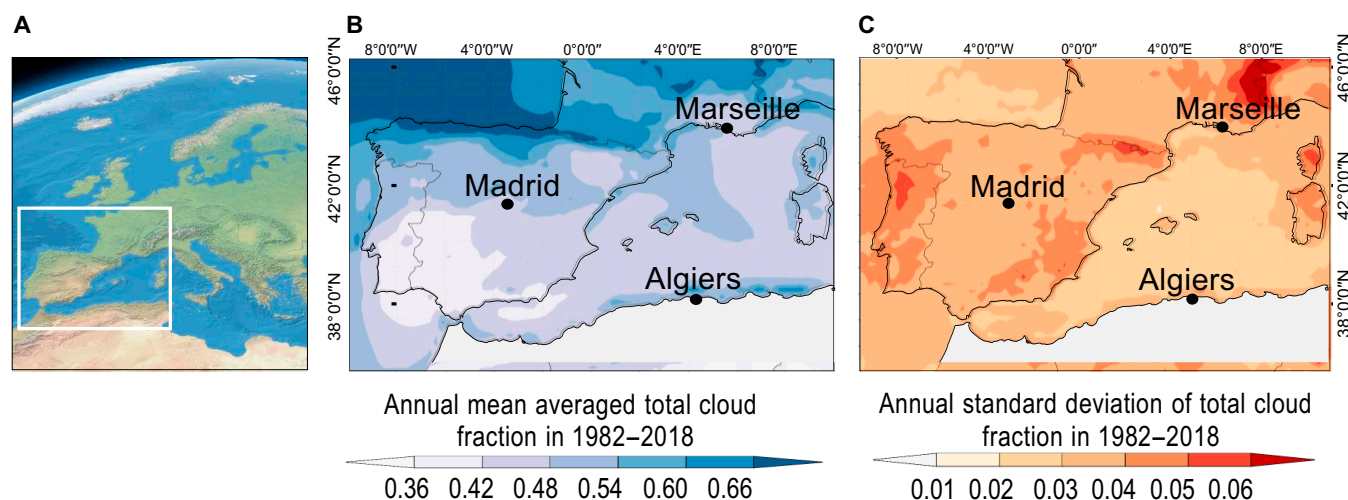 A
B
C
8°0′0″W 4°0′0″W 0°0′0″ 4°0′0″E 8°0′0″E
46°0′0″N
42°0′0″N
38°0′0″N
Marseille
Madrid
Algiers
Annual mean averaged total cloud
fraction in 1982–2018
0.36 0.42 0.48 0.54 0.60 0.66
8°0′0″W 4°0′0″W 0°0′0″ 4°0′0″E 8°0′0″E
46°0′0″N
42°0′0″N
38°0′0″N
Marseille
Madrid
Algiers
Annual standard deviation of total cloud
fraction in 1982–2018
0.01 0.02 0.03 0.04 0.05 0.06